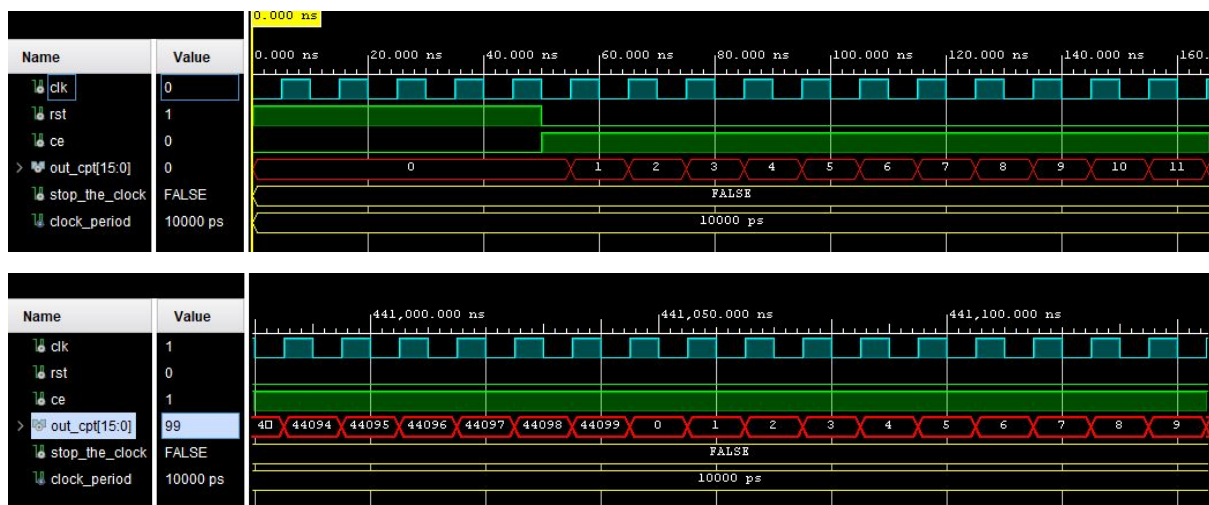 0.000 ns
Name Value 0.000 ns 20.000 ns 40.000 ns 60.000 ns 80.000 ns 100.000 ns 120.000 ns 140.000 ns 160.
clk 0
rst 1
ce 0
out_cpt[15:0] 0 0 1 2 3 4 5 6 7 8 9 10 11
stop_the_clock FALSE FALSE
clock_period 10000 ps 10000 ps
Name Value 441,000.000 ns 441,050.000 ns 441,100.000 ns
clk 1
rst 0
ce 1
out_cpt[15:0] 99 40 44094 44095 44096 44097 44098 44099 0 1 2 3 4 5 6 7 8 9
stop_the_clock FALSE FALSE
clock_period 10000 ps 10000 ps